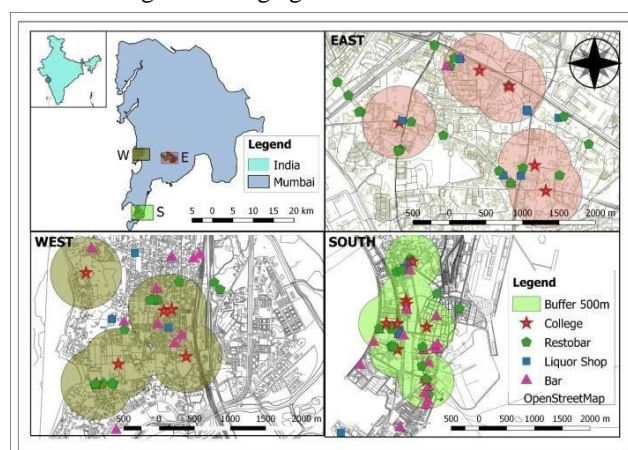 EAST
W
E
S
Legend
India
Mumbai
5 0 5 10 15 20 km
500 0 500 1000 1500 2000 m
WEST
500 0 500 1000 1500 2000 m
SOUTH
Legend
Buffer 500m
College
Restobar
Liquor Shop
Bar
OpenStreetMap
500 0 500 1000 1500 2000 m